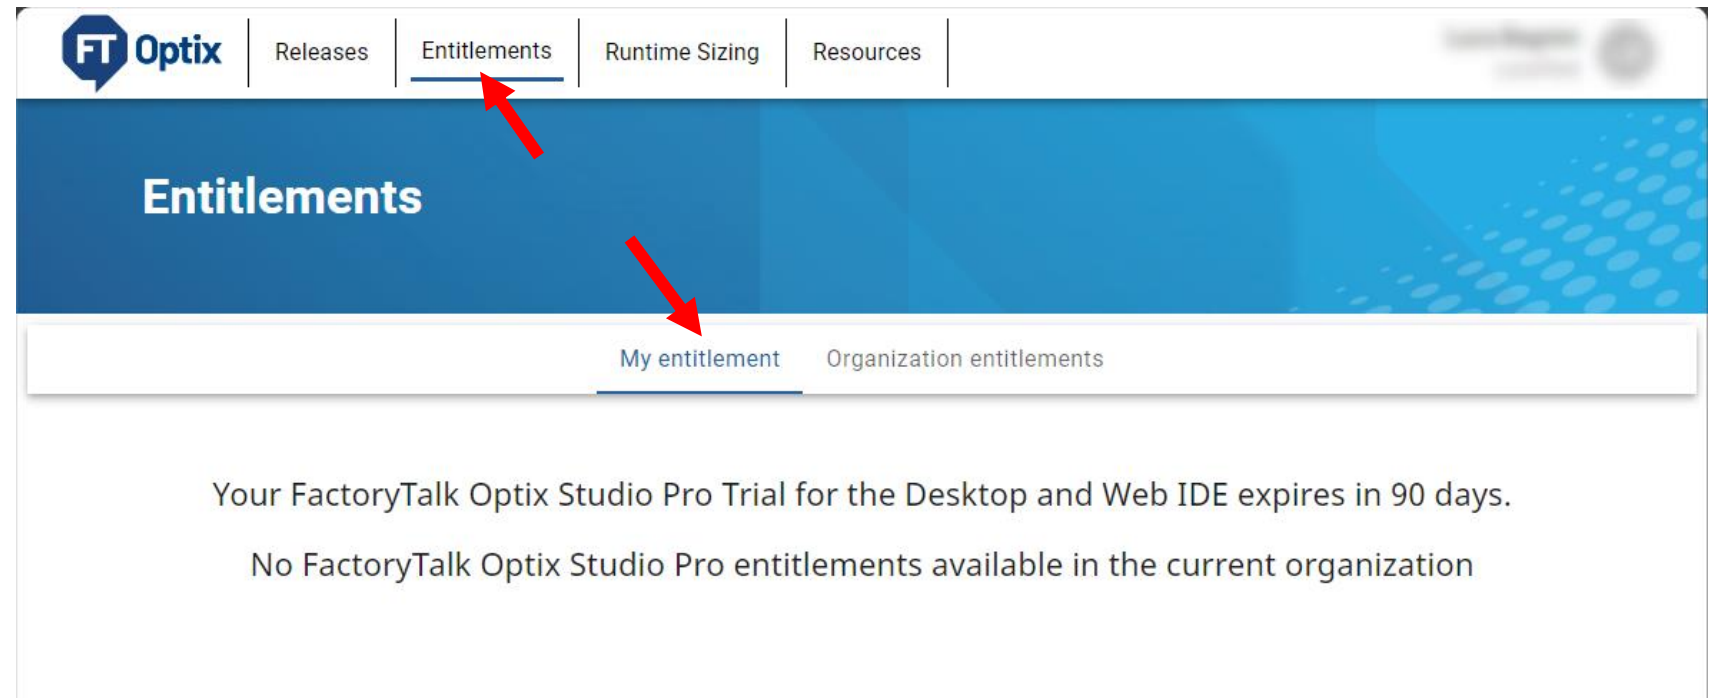 FT Optix
Releases
Entitlements
Runtime Sizing
Resources
Entitlements
My entitlement
Organization entitlements
Your FactoryTalk Optix Studio Pro Trial for the Desktop and Web IDE expires in 90 days.
No FactoryTalk Optix Studio Pro entitlements available in the current organization